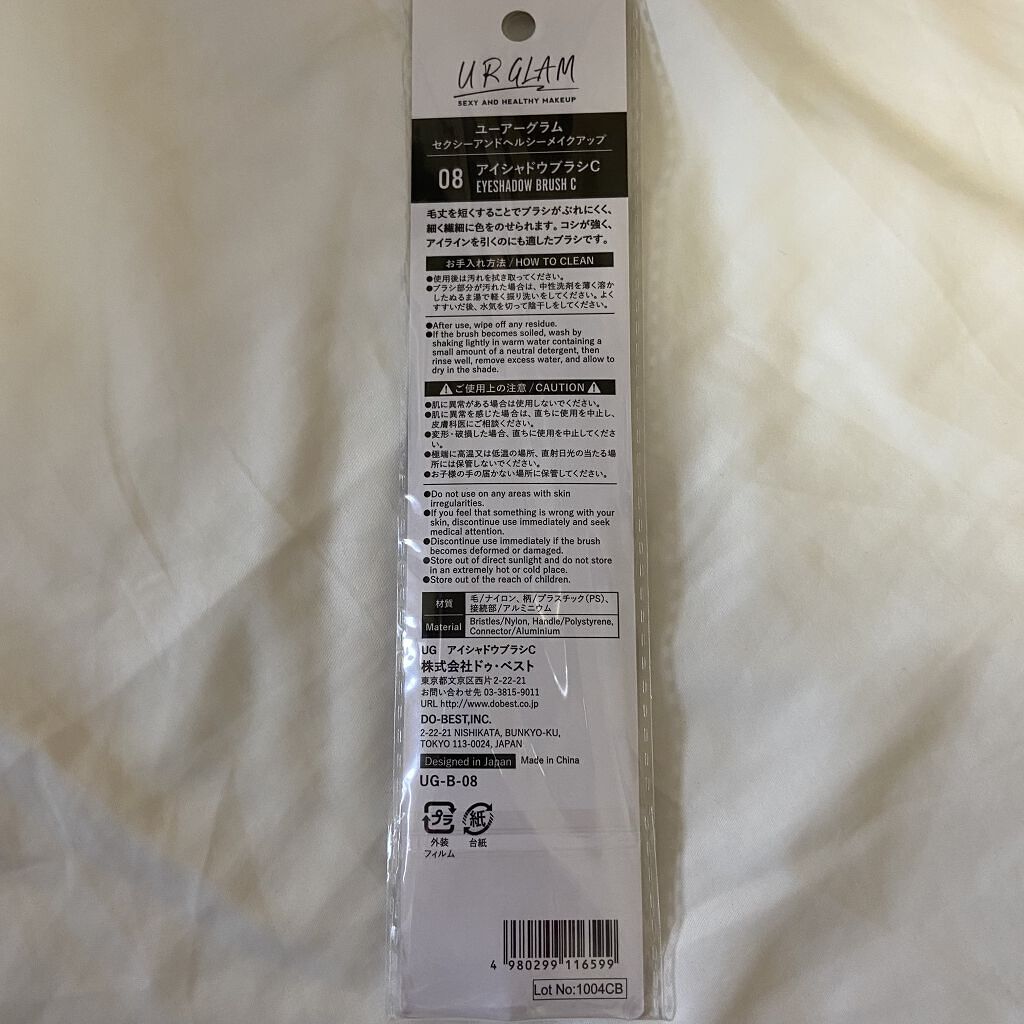 UR GLAM
SEXY AND HEALTHY MAKEUP
ユーアーグラム
セクシーアンドヘルシーメイクアップ
08 アイシャドウブラシC
EYESHADOW BRUSH C
毛丈を短くすることでブラシがぶれにくく、
細く繊細に色をのせられます。コシが強く、
アイラインを引くのにも適したブラシです。
お手入れ方法/HOW TO CLEAN
●使用後は汚れを拭き取ってください。
●ブラシ部分が汚れた場合は、中性洗剤を薄く溶か
したぬるま湯で軽く振り洗いをしてください。よく
すすいだ後、水気を切って陰干しをしてください。
●After use, wipe off any residue.
●If the brush becomes soiled, wash by
shaking lightly in warm water containing a
small amount of a neutral detergent, then
rinse well, remove excess water, and allow to
dry in the shade.
ご使用上の注意/CAUTION
●肌に異常がある場合は使用しないでください。
●肌に異常を感じた場合は、直ちに使用を中止し、
皮膚科医にご相談ください。
●変形・破損した場合、直ちに使用を中止してくださ
い。
●極端に高温又は低温の場所、直射日光の当たる場
所には保管しないでください。
●お子様の手の届かない場所に保管してください。
●Do not use on any areas with skin
irregularities.
●If you feel that something is wrong with your
skin, discontinue use immediately and seek
medical attention.
●Discontinue use immediately if the brush
becomes deformed or damaged.
●Store out of direct sunlight and do not store
in an extremely hot or cold place.
●Store out of the reach of children.
材質 毛/ナイロン、柄/プラスチック(PS)、
接続部/アルミニウム
Material Bristles/Nylon, Handle/Polystyrene,
Connector/Aluminium
UG アイシャドウブラシC
株式会社ドゥ・ベスト
東京都文京区西片2-22-21
お問い合わせ先 03-3815-9011
URL http://www.dobest.co.jp
DO-BEST,INC.
2-22-21 NISHIKATA, BUNKYO-KU,
TOKYO 113-0024, JAPAN
Designed in Japan Made in China
UG-B-08
プラ 紙
外装 台紙
フィルム
4 980299 116599
Lot No:1004CB